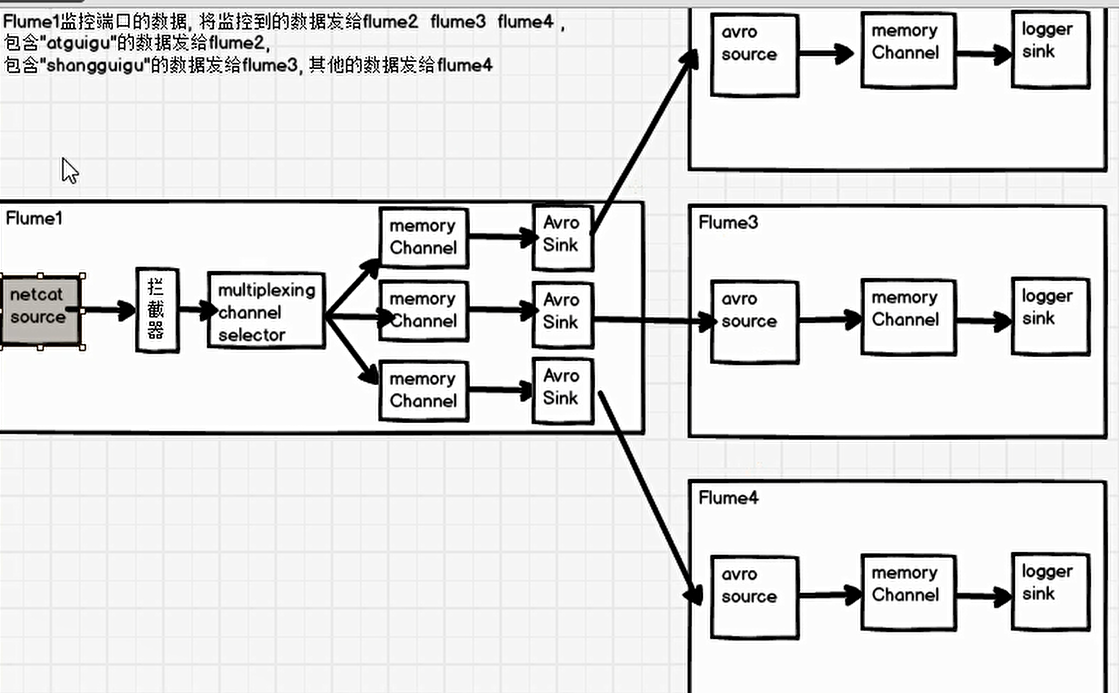 Flume1监控端口的数据, 将监控到的数据发给flume2 flume3 flume4 ,
包含"atguigu"的数据发给flume2,
包含"shangguigu"的数据发给flume3, 其他的数据发给flume4
avro
source
memory
Channel
logger
sink
Flume1
netcat
source
拦
截
器
multiplexing
channel
selector
memory
Channel
Avro
Sink
memory
Channel
Avro
Sink
memory
Channel
Avro
Sink
Flume3
avro
source
memory
Channel
logger
sink
Flume4
avro
source
memory
Channel
logger
sink